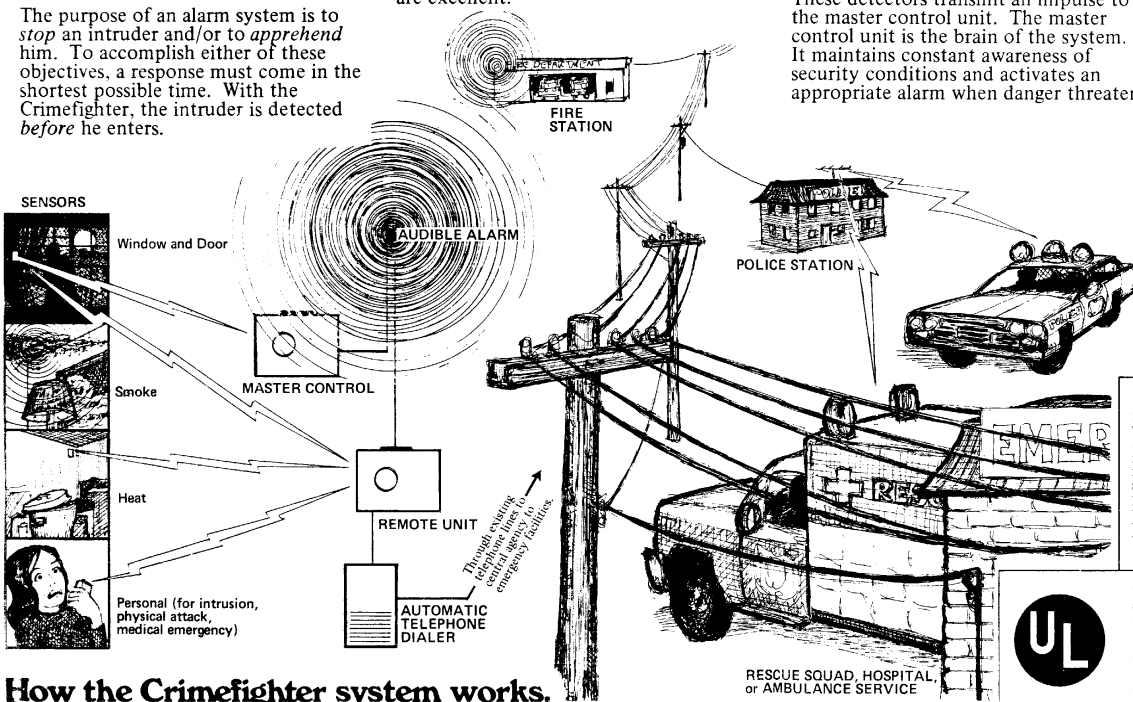 The purpose of an alarm system is to
stop an intruder and/or to apprehend
him. To accomplish either of these
objectives, a response must come in the
shortest possible time. With the
Crimefighter, the intruder is detected
before he enters.
are excellent.
These detectors transmit an impulse to
the master control unit. The master
control unit is the brain of the system.
It maintains constant awareness of
security conditions and activates an
appropriate alarm when danger threaten
DEPARTMENT
FIRE
STATION
POLICE
POLICE STATION
POLICE
SENSORS
Window and Door
Smoke
Heat
Personal (for intrusion,
physical attack,
medical emergency)
AUDIBLE ALARM
MASTER CONTROL
REMOTE UNIT
AUTOMATIC
TELEPHONE
DIALER
Through existing
telephone lines to
central agency to
emergency facilities.
EMER
RES
RESCUE SQUAD, HOSPITAL,
or AMBULANCE SERVICE
UL
How the Crimefighter system works.